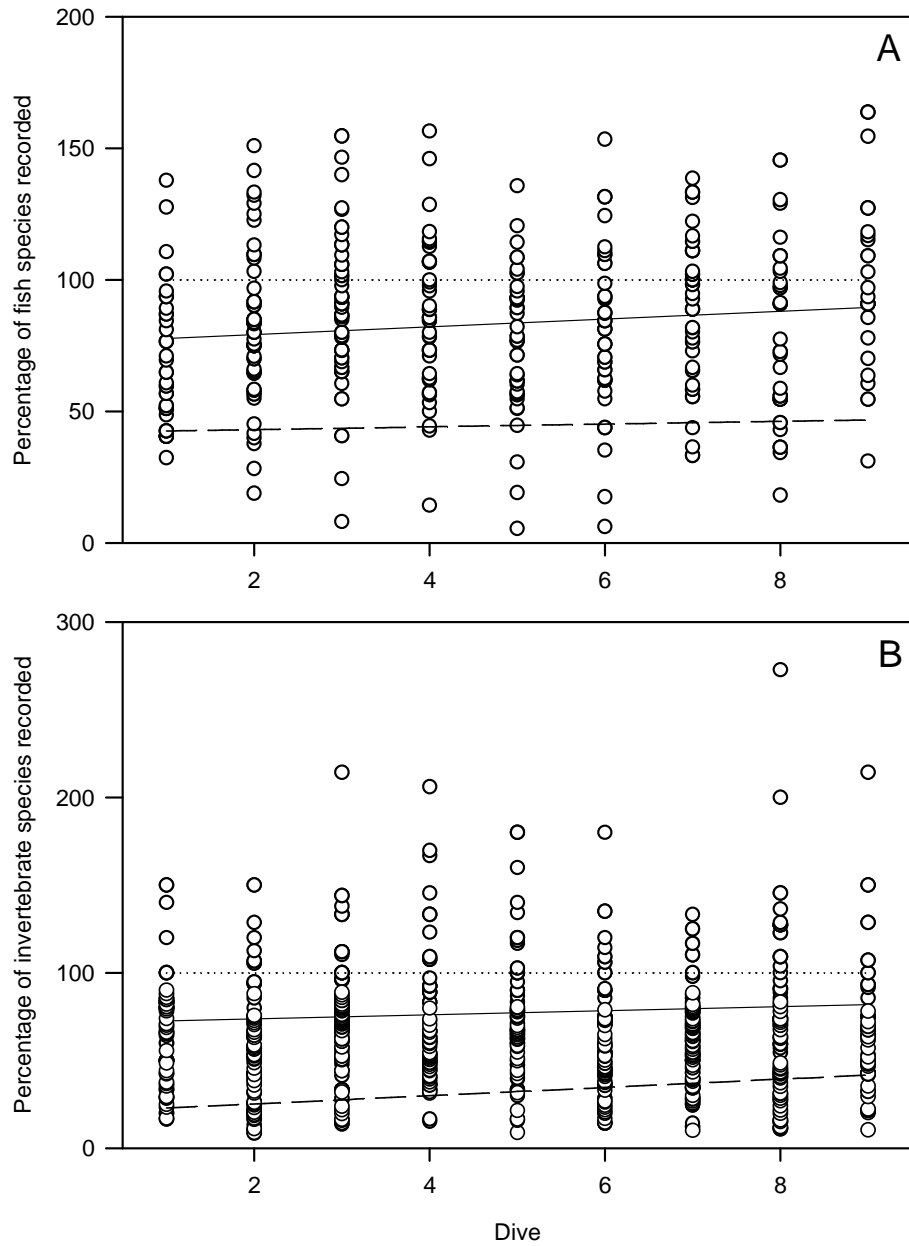 200
A
150
100
50
0
2 4 6 8
Percentage of fish species recorded
300
B
200
100
0
2 4 6 8
Percentage of invertebrate species recorded
Dive